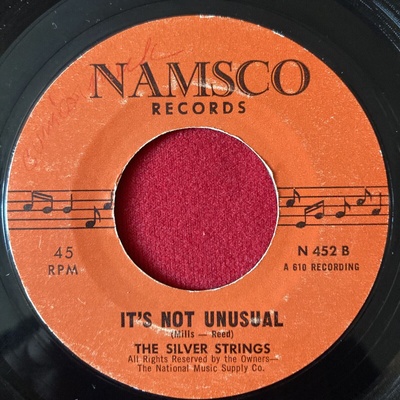 NAMSCO
RECORDS
45
RPM
N 452 B
A 610 RECORDING
IT'S NOT UNUSUAL
(Mills — Reed)
THE SILVER STRINGS
All Rights Reserved by the Owners—
The National Music Supply Co.